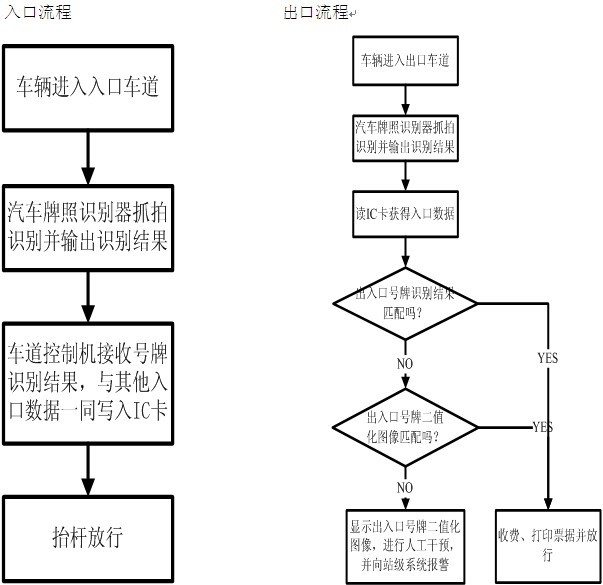 入口流程
车辆进入入口车道
汽车牌照识别器抓拍
识别并输出识别结果
车道控制机接收号牌
识别结果，与其他入
口数据一同写入IC卡
抬杆放行
出口流程
车辆进入出口车道
汽车牌照识别器抓拍
识别并输出识别结果
读IC卡获得入口数据
出入口号牌识别结果
匹配吗？
YES
NO
出入口号牌二值
化图像匹配吗？
YES
NO
显示出入口号牌二值化
图像，进行人工干预，
并向站级系统报警
收费、打印票据并放
行